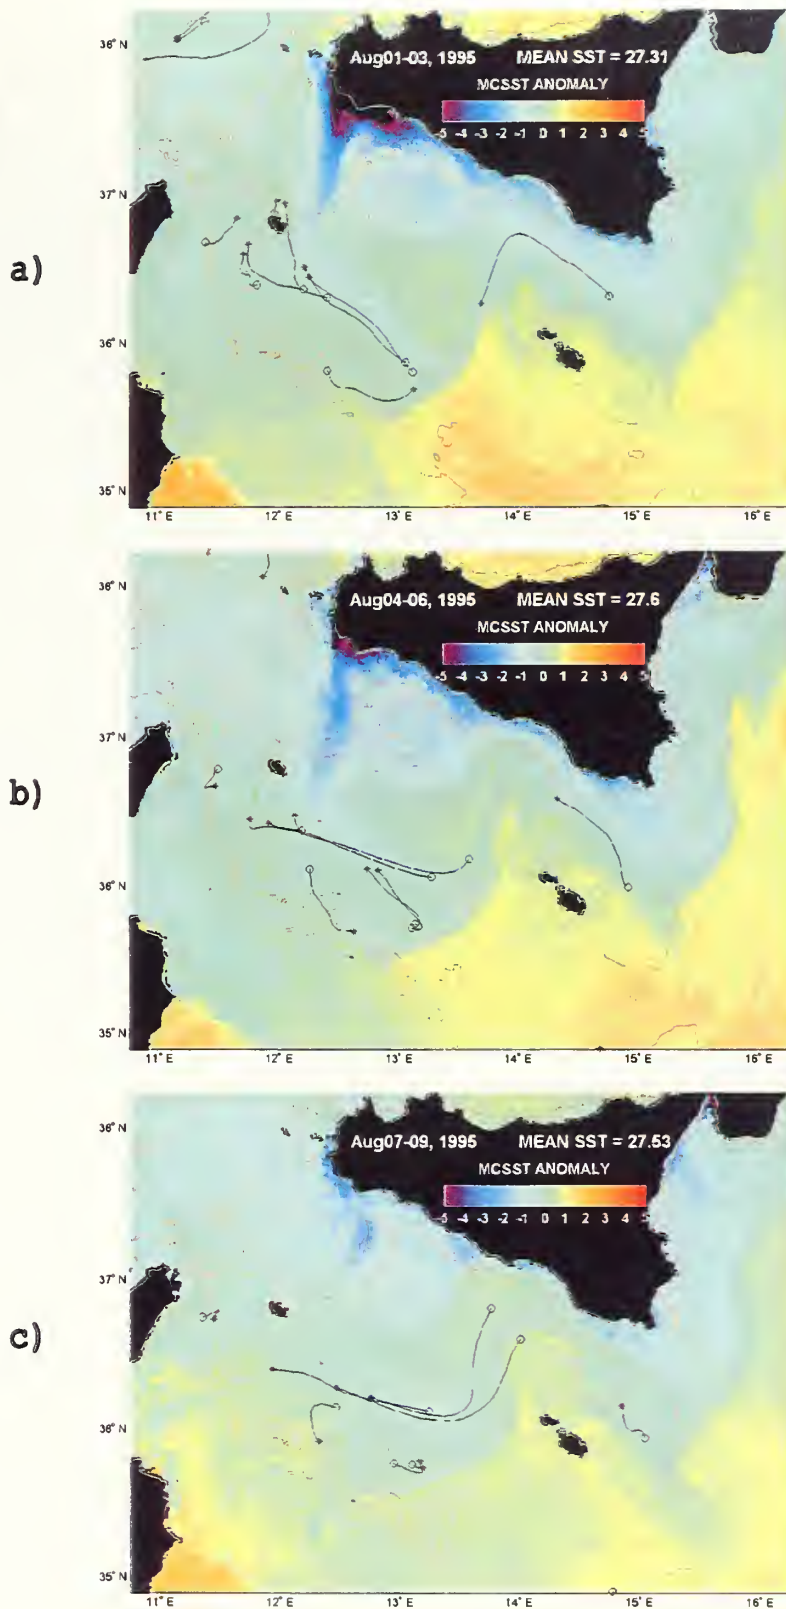 a)
Aug01-03, 1995 MEAN SST = 27.31
MCSST ANOMALY
-5 -4 -3 -2 -1 0 1 2 3 4 5
38° N
37° N
36° N
35° N
11° E 12° E 13° E 14° E 15° E 16° E
b)
Aug04-06, 1995 MEAN SST = 27.6
MCSST ANOMALY
-5 -4 -3 -2 -1 0 1 2 3 4 5
38° N
37° N
36° N
35° N
11° E 12° E 13° E 14° E 15° E 16° E
c)
Aug07-09, 1995 MEAN SST = 27.53
MCSST ANOMALY
-5 -4 -3 -2 -1 0 1 2 3 4 5
38° N
37° N
36° N
35° N
11° E 12° E 13° E 14° E 15° E 16° E